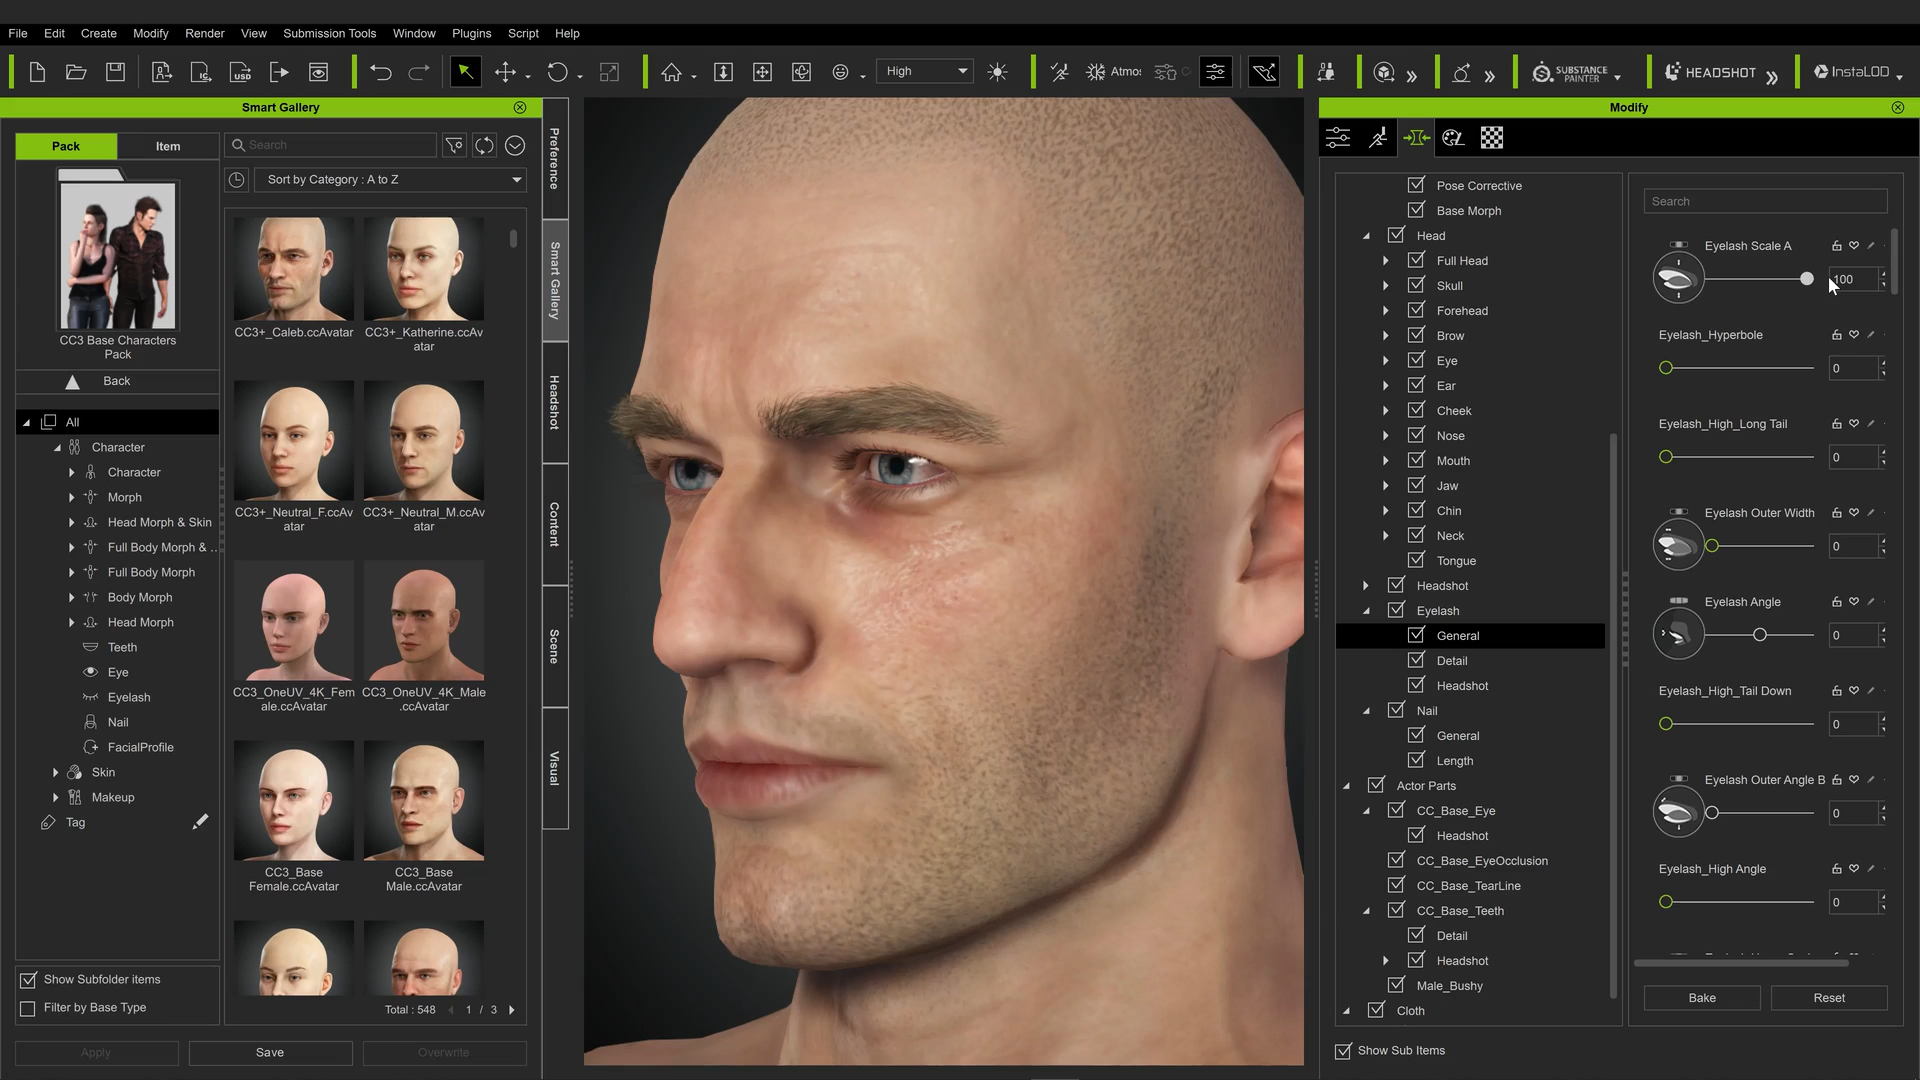 File Edit Create Modify Render View Submission Tools Window Plugins Script Help
High
Atmo
SUBSTANCE PAINTER
HEADSHOT
INSTALOD
Smart Gallery
Pack Item
Search
Sort by Category : A to Z
CC3 Base Characters
Pack
Back
All
Character
Character
Morph
Head Morph & Skin
Full Body Morph & ..
Full Body Morph
Body Morph
Head Morph
Teeth
Eye
Eyelash
Nail
FacialProfile
Skin
Makeup
Tag
Show Subfolder items
Filter by Base Type
CC3+_Caleb.ccAvatar
CC3+_Katherine.ccAv
atar
CC3+_Neutral_F.ccAv
atar
CC3+_Neutral_M.ccAv
atar
CC3_OneUV_4K_Fem
ale.ccAvatar
CC3_OneUV_4K_Male
.ccAvatar
CC3_Base
Female.ccAvatar
CC3_Base
Male.ccAvatar
Total : 548 1 / 3
Apply Save Overwrite
Preference
Smart Gallery
Headshot
Content
Scene
Visual
Modify
Pose Corrective
Base Morph
Head
Full Head
Skull
Forehead
Brow
Eye
Ear
Cheek
Nose
Mouth
Jaw
Chin
Neck
Tongue
Headshot
Eyelash
General
Detail
Headshot
Nail
General
Length
Actor Parts
CC_Base_Eye
Headshot
CC_Base_EyeOcclusion
CC_Base_TearLine
CC_Base_Teeth
Detail
Headshot
Male_Bushy
Cloth
Show Sub Items
Search
Eyelash Scale A
100
Eyelash_Hyperbole
0
Eyelash_High_Long Tail
0
Eyelash Outer Width
0
Eyelash Angle
0
Eyelash_High_Tail Down
0
Eyelash Outer Angle B
0
Eyelash_High Angle
0
Bake Reset